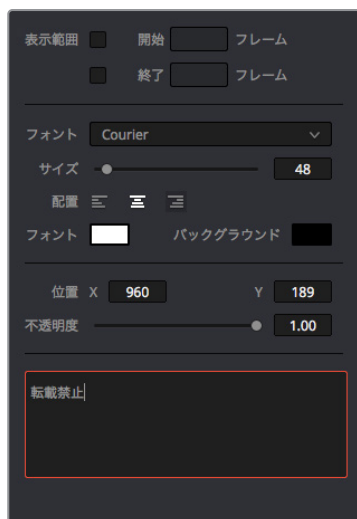 表示範囲 開始 フレーム
終了 フレーム
フォント Courier
サイズ 48
配置
フォント バックグラウンド
位置 X 960 Y 189
不透明度 1.00
転載禁止